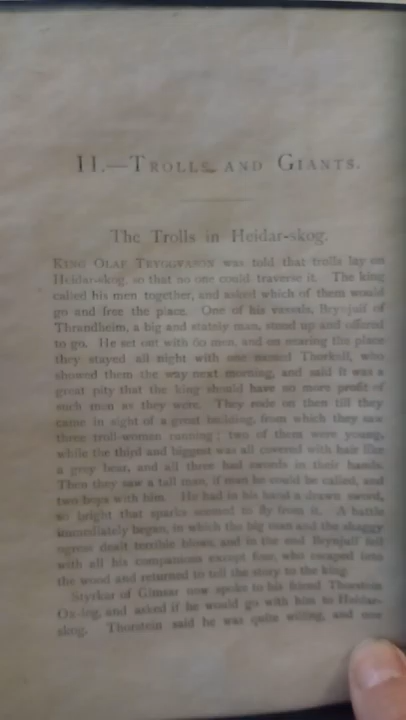 II.—TROLLS AND GIANTS.
The Trolls in Heidar-skog.
KING OLAF TRYGGVASON was told that trolls lay on
Heidar-skog, so that no one could traverse it. The king
called his men together, and asked which of them would
go and free the place. One of his vassals, Brynjulf of
Thrandheim, a big and stately man, stood up and offered
to go. He set out with 60 men, and on nearing the place
they stayed all night with one named Thorkell, who
showed them the way next morning, and said it was a
great pity that the king should have no more profit of
such men as they were. They rode on then till they
came in sight of a great building, from which they saw
three troll-women running; two of them were young,
while the third and biggest was all covered with hair like
a grey bear, and all three had swords in their hands.
Then they saw a tall man, if man he could be called, and
two boys with him. He had in his hand a drawn sword,
so bright that sparks seemed to fly from it. A battle
immediately began, in which the big man and the shaggy
ogress dealt terrible blows, and in the end Brynjulf fell
with all his companions except four, who escaped into
the wood and returned to tell the story to the king.
Styrkar of Gimsar now spoke to his friend Thorstein
Ox-leg, and asked if he would go with him to Heidar-
skog. Thorstein said he was quite willing, and one